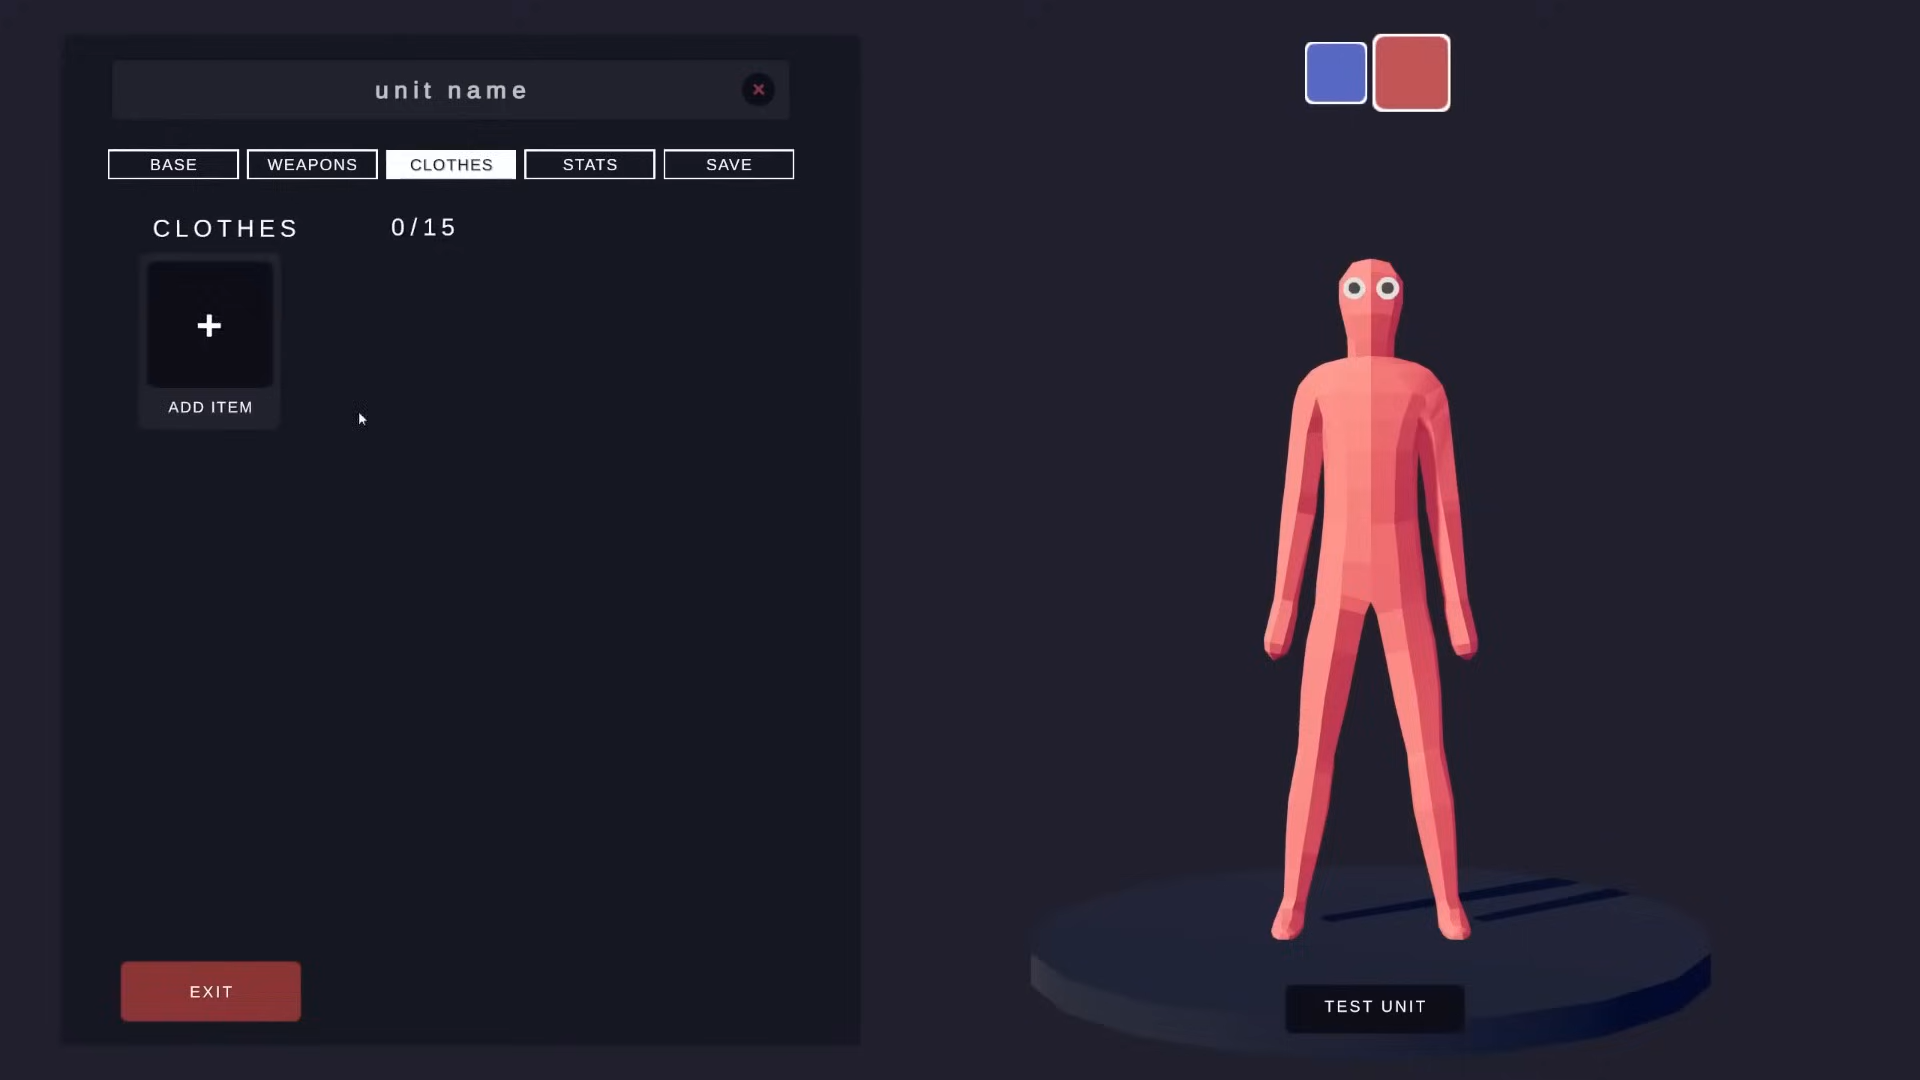 unit name
BASE
WEAPONS
CLOTHES
STATS
SAVE
CLOTHES 0/15
ADD ITEM
EXIT
TEST UNIT